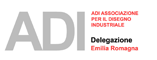 ADI
ADI ASSOCIAZIONE
PER IL DISEGNO
INDUSTRIALE
Delegazione
Emilia Romagna